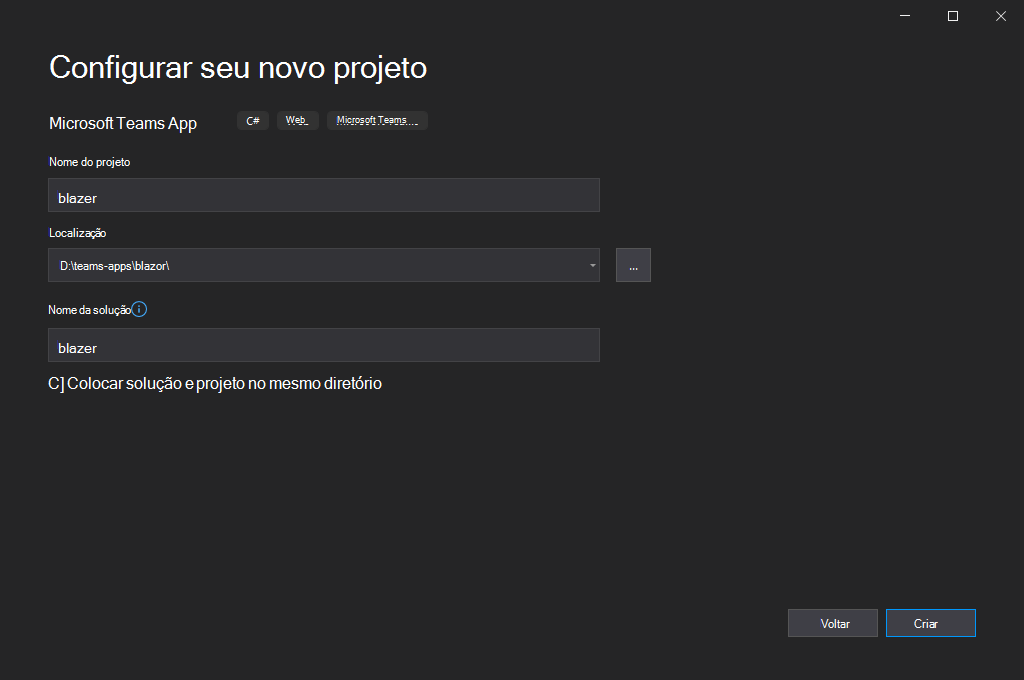 Configurar seu novo projeto
Microsoft Teams App C# Web Microsoft Teams...
Nome do projeto
blazer
Localização
D:\teams-apps\blazor\ ...
Nome da solução
blazer
C] Colocar solução e projeto no mesmo diretório
Voltar Criar